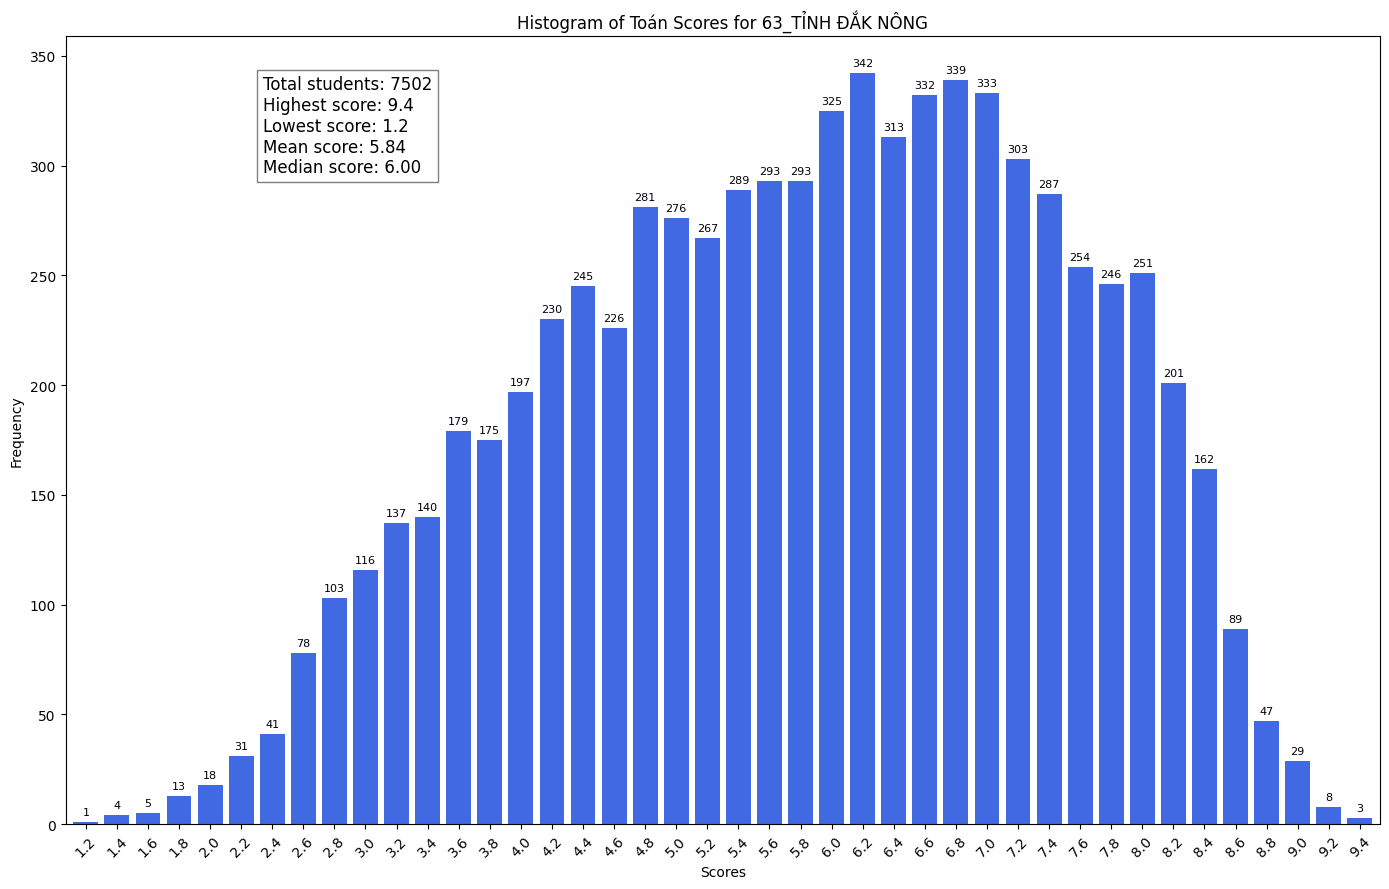 Histogram of Toán Scores for 63_TỈNH ĐẮK NÔNG
Total students: 7502
Highest score: 9.4
Lowest score: 1.2
Mean score: 5.84
Median score: 6.00
Frequency
350
300
250
200
150
100
50
0
1 4 5 13 18 31 41 78 103 116 137 140 179 175 197 230 245 226 281 276 267 289 293 293 325 342 313 332 339 333 303 287 254 246 251 201 162 89 47 29 8 3
1.2 1.4 1.6 1.8 2.0 2.2 2.4 2.6 2.8 3.0 3.2 3.4 3.6 3.8 4.0 4.2 4.4 4.6 4.8 5.0 5.2 5.4 5.6 5.8 6.0 6.2 6.4 6.6 6.8 7.0 7.2 7.4 7.6 7.8 8.0 8.2 8.4 8.6 8.8 9.0 9.2 9.4
Scores